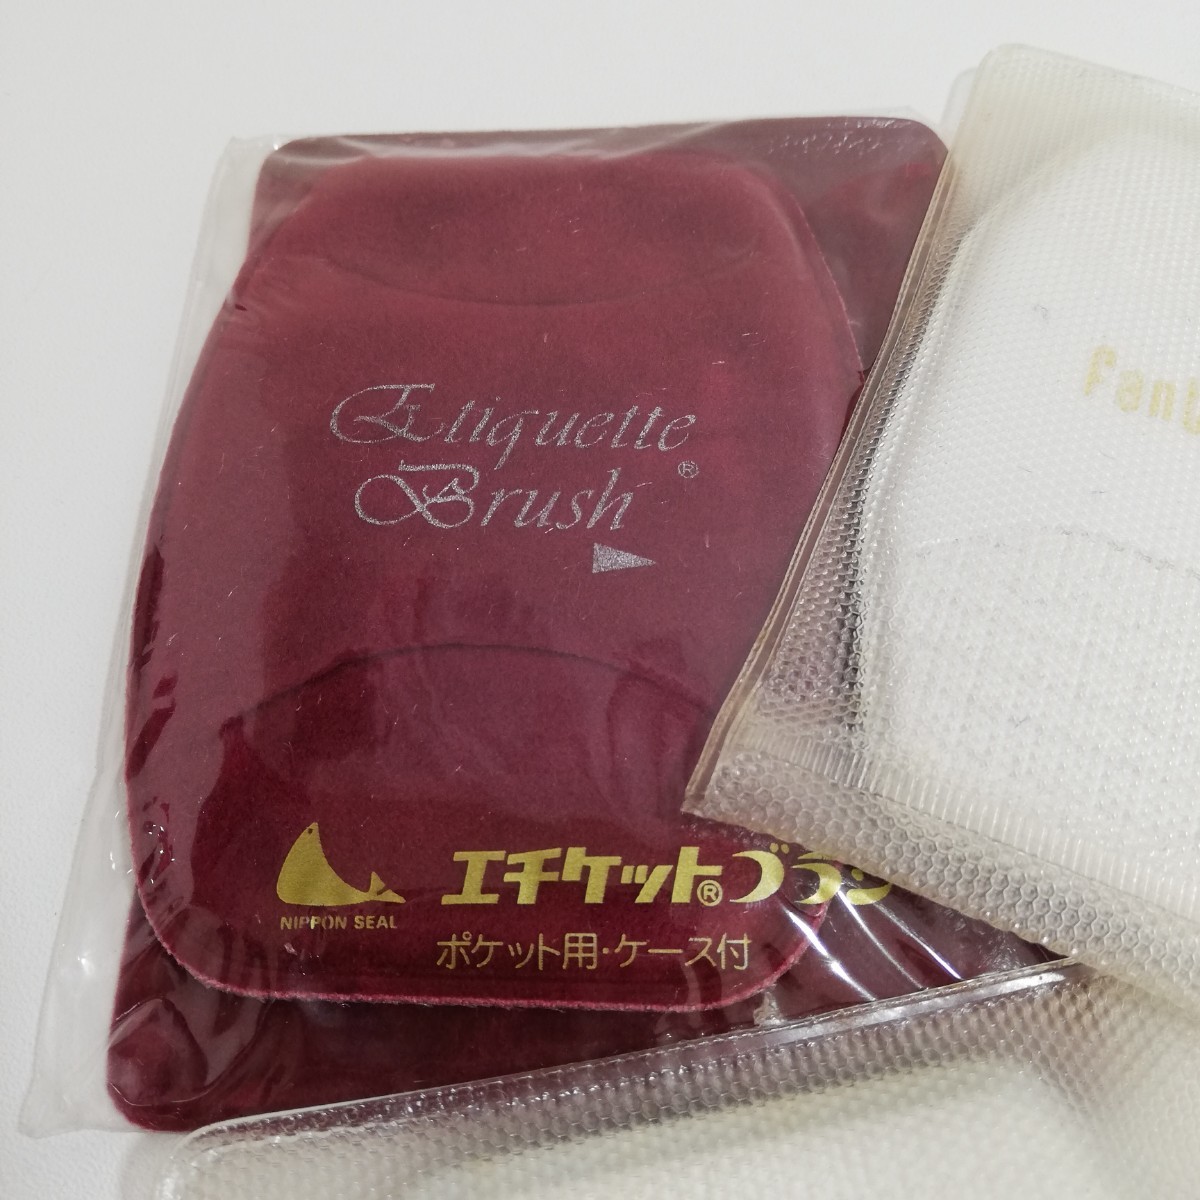 Etiquette
Brush ®
エチケット®ブラシ
NIPPON SEAL
ポケット用・ケース付